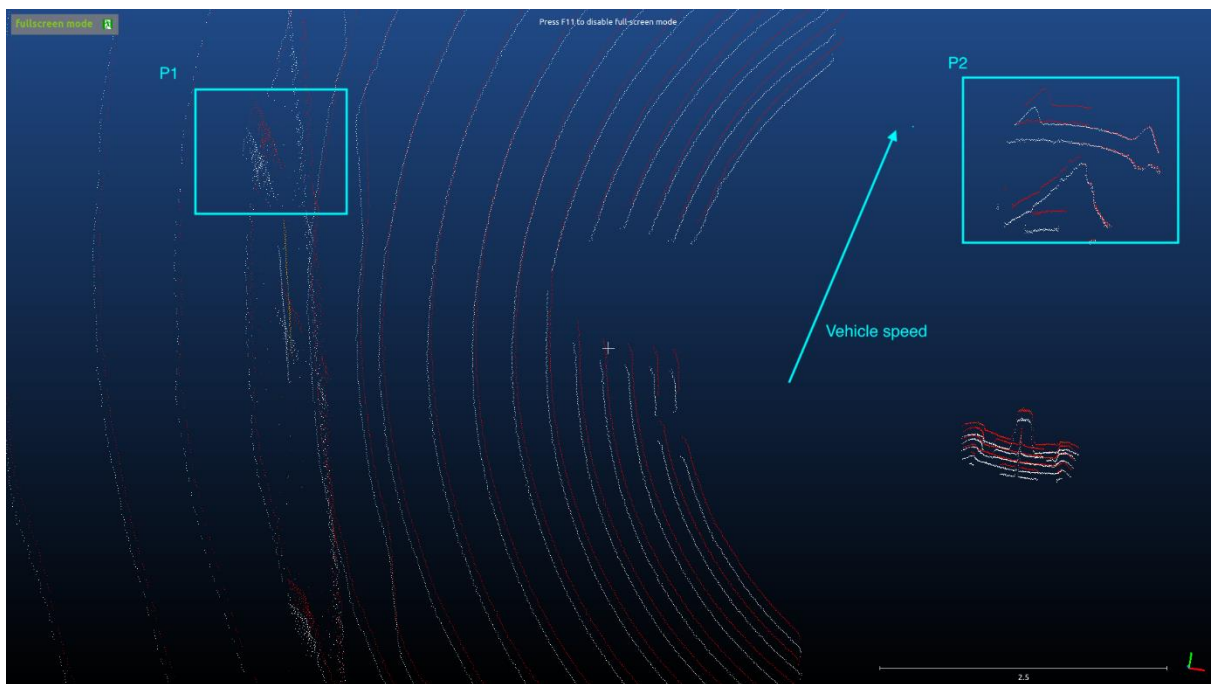 fullscreen mode
Press F11 to disable full-screen mode
P1
P2
Vehicle speed
2.5